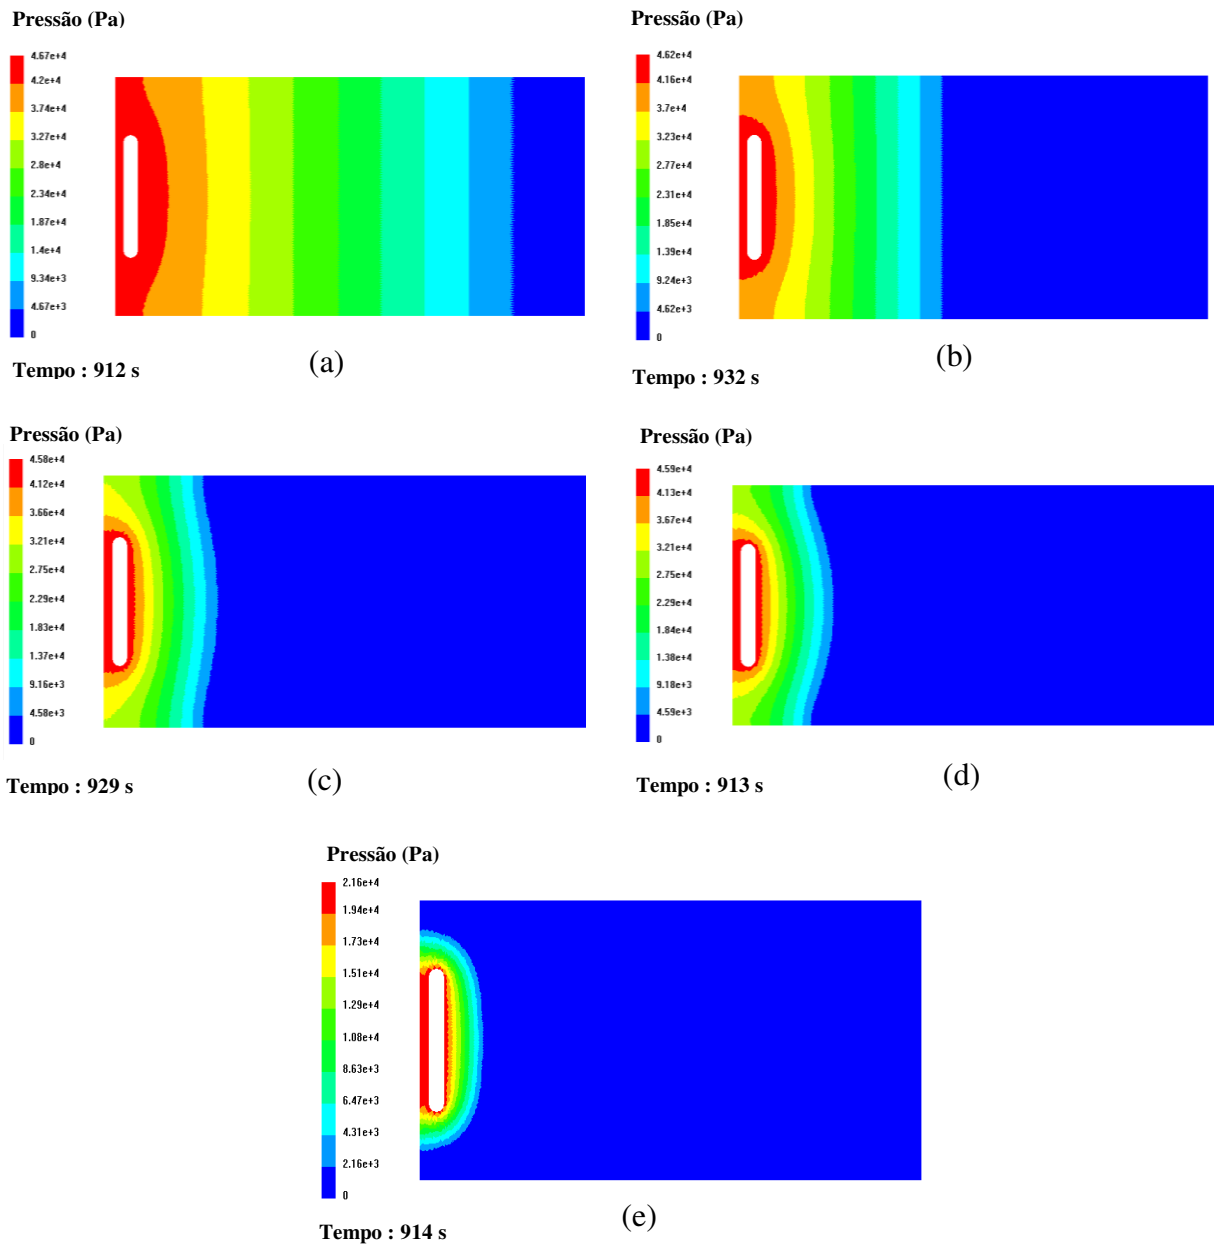 Pressão (Pa)
4.67e+4
4.2e+4
3.74e+4
3.27e+4
2.8e+4
2.34e+4
1.87e+4
1.4e+4
9.34e+3
4.67e+3
0
Tempo : 912 s
(a)
Pressão (Pa)
4.62e+4
4.16e+4
3.7e+4
3.23e+4
2.77e+4
2.31e+4
1.85e+4
1.39e+4
9.24e+3
4.62e+3
0
Tempo : 932 s
(b)
Pressão (Pa)
4.58e+4
4.12e+4
3.66e+4
3.21e+4
2.75e+4
2.29e+4
1.83e+4
1.37e+4
9.16e+3
4.58e+3
0
Tempo : 929 s
(c)
Pressão (Pa)
4.59e+4
4.13e+4
3.67e+4
3.21e+4
2.75e+4
2.29e+4
1.84e+4
1.38e+4
9.18e+3
4.59e+3
0
Tempo : 913 s
(d)
Pressão (Pa)
2.16e+4
1.94e+4
1.73e+4
1.51e+4
1.29e+4
1.08e+4
8.63e+3
6.47e+3
4.31e+3
2.16e+3
0
Tempo : 914 s
(e)